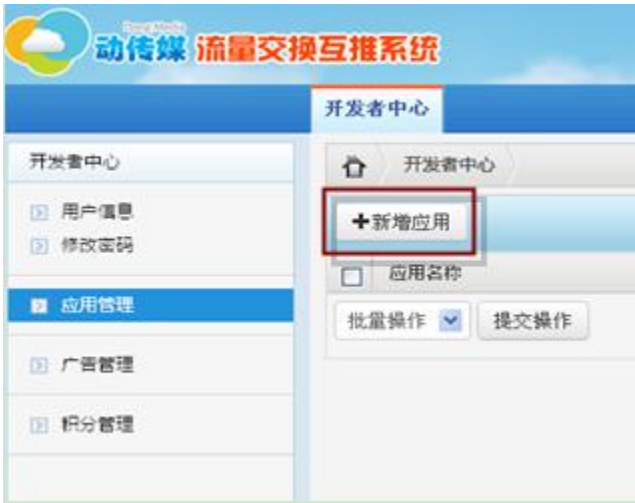 Dong Media
动传媒 流量交换互推系统
开发者中心
开发者中心
用户信息
修改密码
应用管理
广告管理
积分管理
开发者中心
+新增应用
应用名称
批量操作 提交操作